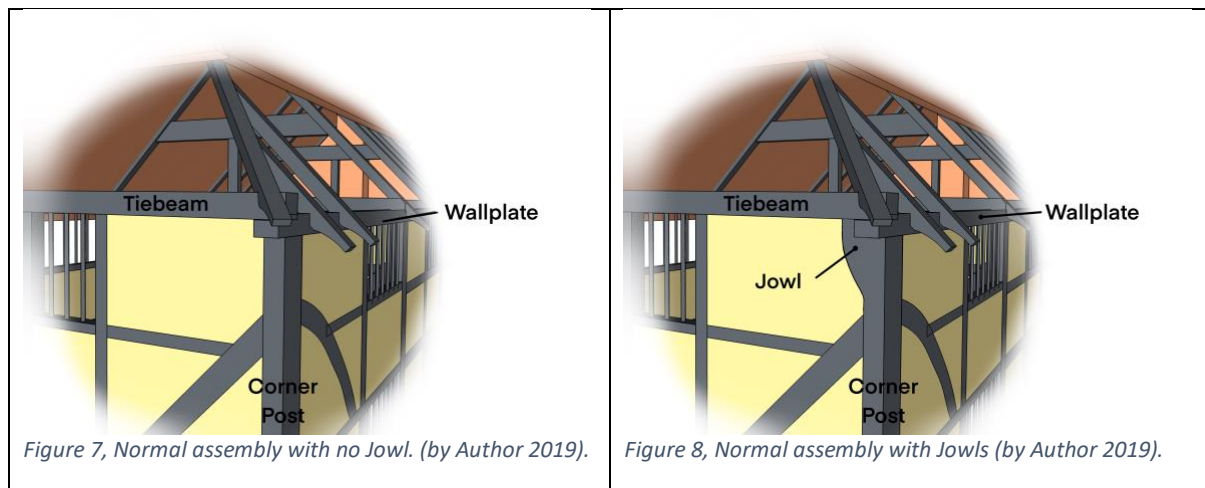 Tiebeam
Wallplate
Corner
Post
Figure 7, Normal assembly with no Jowl. (by Author 2019).
Tiebeam
Wallplate
Jowl
Corner
Post
Figure 8, Normal assembly with Jowls (by Author 2019).